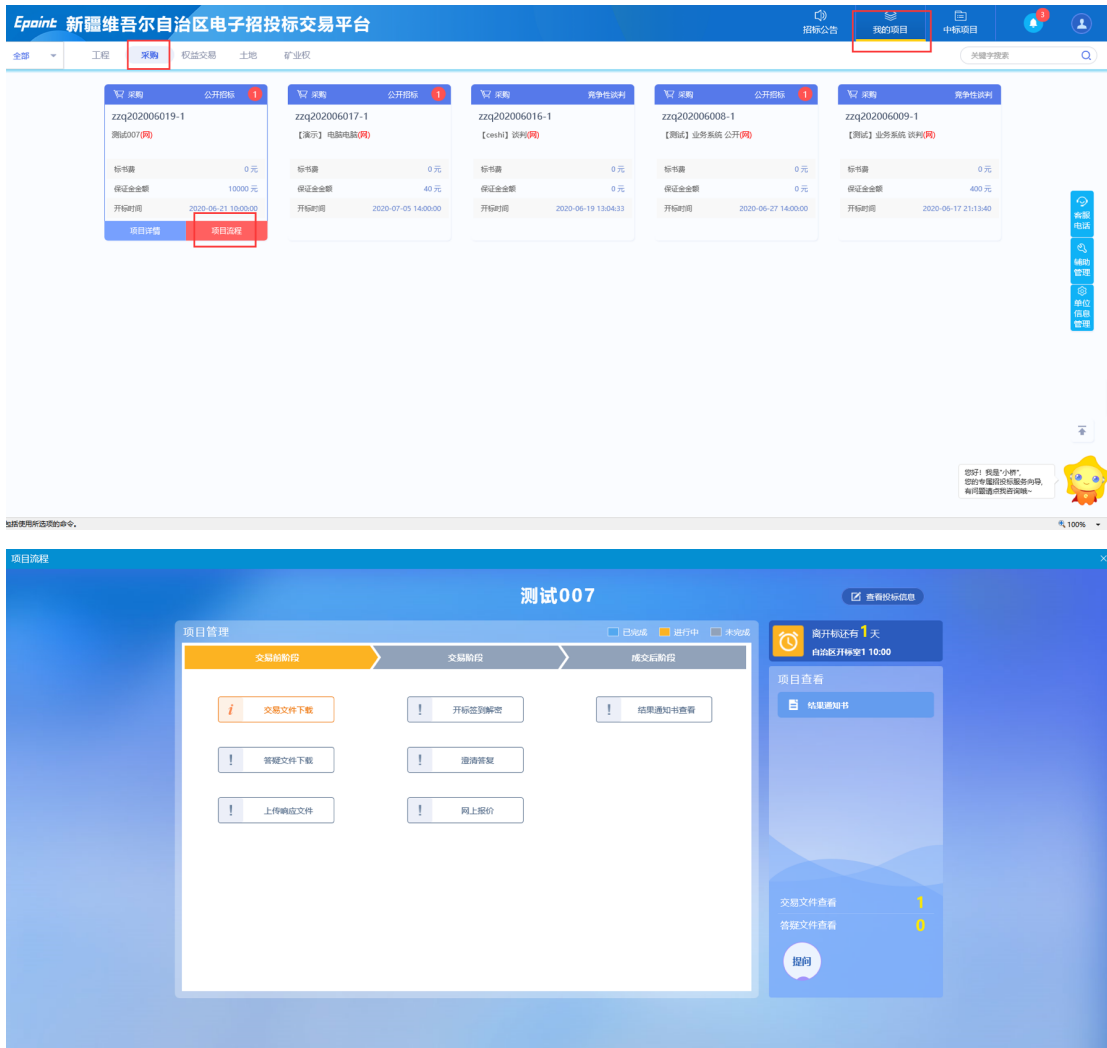 Epoint 新疆维吾尔自治区电子招投标交易平台
招标公告
我的项目
中标项目
3
全部
工程
采购
权益交易
土地
矿业权
关键字搜索
采购 公开招标 1
zzq202006019-1
测试007(网)
标书费 0 元
保证金金额 10000 元
开标时间 2020-06-21 10:00:00
项目详情 项目流程
采购 公开招标 1
zzq202006017-1
【演示】 电脑电脑(网)
标书费 0 元
保证金金额 40 元
开标时间 2020-07-05 14:00:00
采购 竞争性谈判
zzq202006016-1
【ceshi】谈判(网)
标书费 0 元
保证金金额 0 元
开标时间 2020-06-19 13:04:33
采购 公开招标 1
zzq202006008-1
【测试】业务系统 公开(网)
标书费 0 元
保证金金额 0 元
开标时间 2020-06-27 14:00:00
采购 竞争性谈判
zzq202006009-1
【测试】业务系统 谈判(网)
标书费 0 元
保证金金额 400 元
开标时间 2020-06-17 21:13:40
客服
电话
辅助
管理
单位
信息
管理
您好！我是“小桥”，
您的专属招投标服务向导，
有问题请点我咨询哦~
包括使用所选项的命令。
100%
项目流程
测试007
查看投标信息
项目管理
已完成 进行中 未完成
交易前阶段 交易阶段 成交后阶段
交易文件下载
开标签到解密
结果通知书查看
答疑文件下载
澄清答复
上传响应文件
网上报价
离开标还有1天
自治区开标室1 10:00
项目查看
结果通知书
交易文件查看 1
答疑文件查看 0
提问